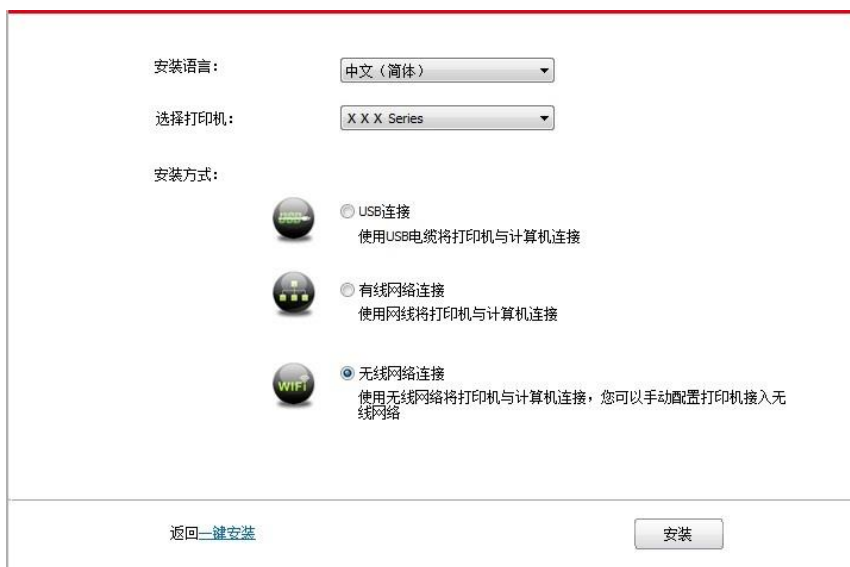 安装语言：
中文（简体）
选择打印机：
X X X Series
安装方式：
USB
USB连接
使用USB电缆将打印机与计算机连接
有线网络连接
使用网线将打印机与计算机连接
WiFi
无线网络连接
使用无线网络将打印机与计算机连接，您可以手动配置打印机接入无
线网络
返回一键安装
安装